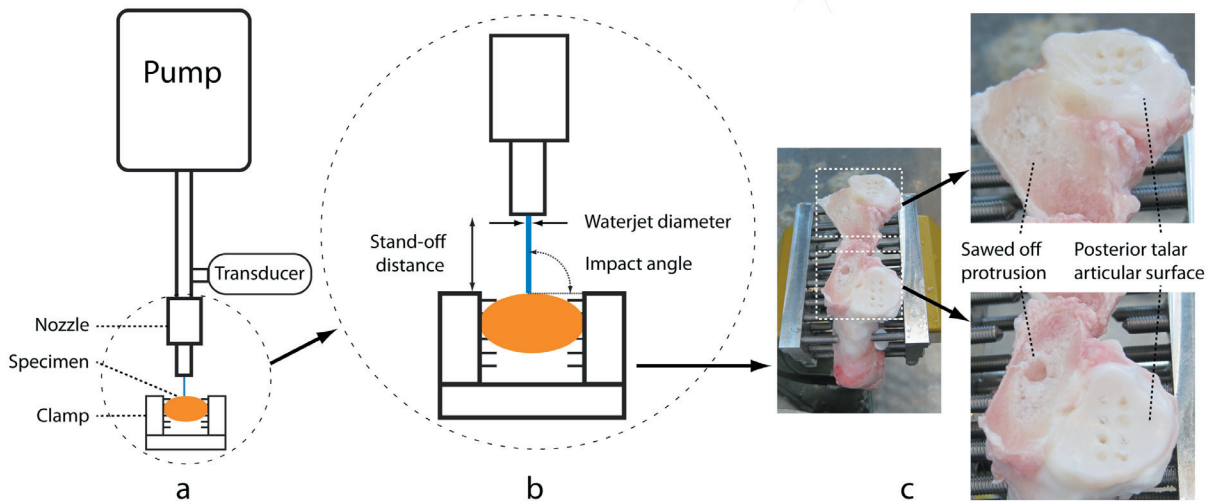 Pump
Transducer
Nozzle
Specimen
Clamp
a
Stand-off
distance
Waterjet diameter
Impact angle
b
Sawed off
protrusion
Posterior talar
articular surface
c